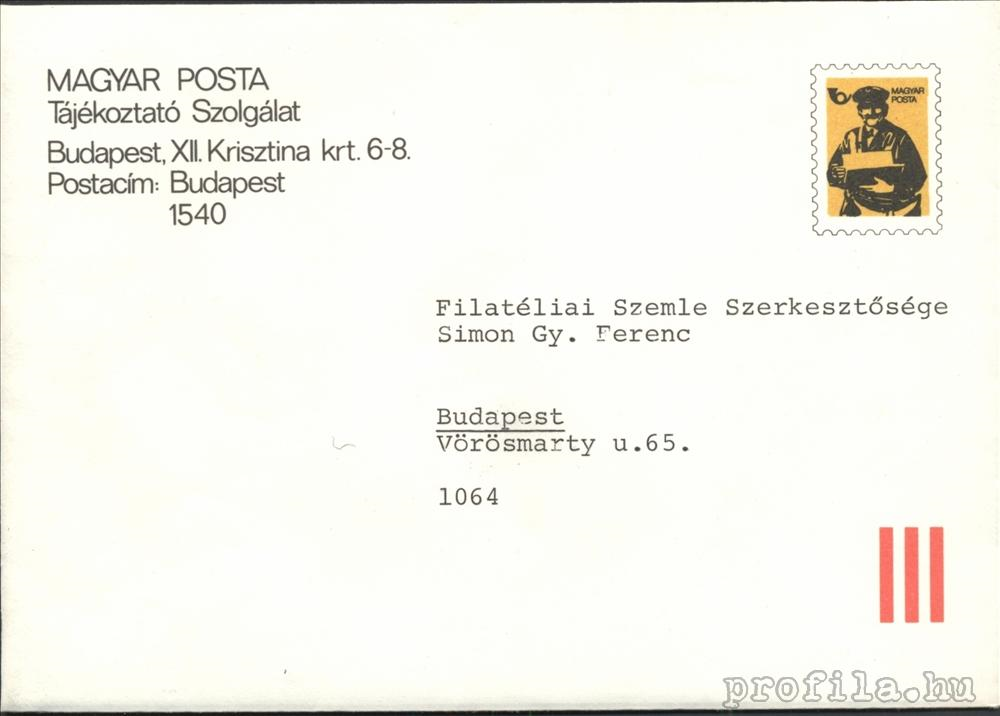 MAGYAR POSTA
Tájékoztató Szolgálat
Budapest, XII. Krisztina krt. 6-8.
Postacím: Budapest
1540
MAGYAR
POSTA
Filatéliai Szemle Szerkesztősége
Simon Gy. Ferenc
Budapest
Vörösmarty u.65.
1064
profila.hu